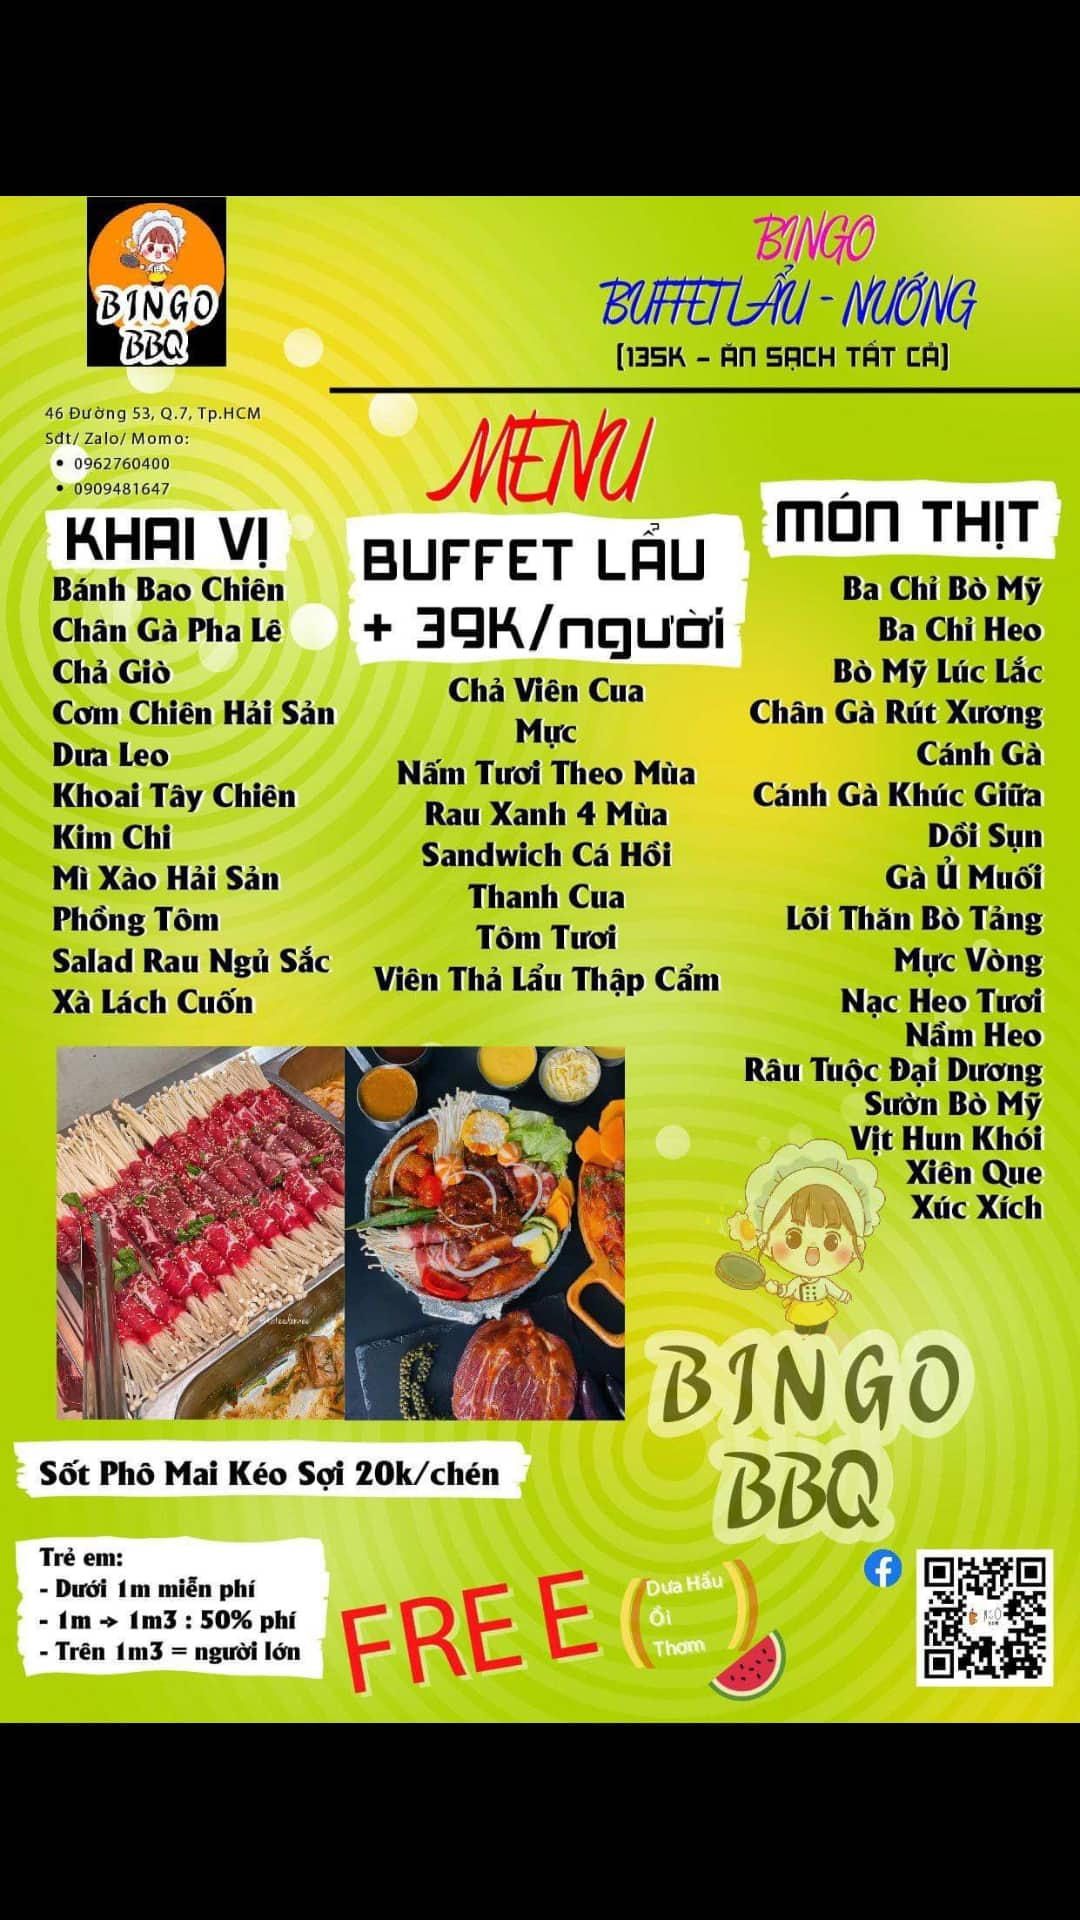 BINGO
BBQ
BINGO
BUFFET LẨU - NƯỚNG
(135K - ĂN SẠCH TẤT CẢ)
46 Đường 53, Q.7, Tp.HCM
Sđt/ Zalo/ Momo:
• 0962760400
• 0909481647
MENU
KHAI VỊ
Bánh Bao Chiên
Chân Gà Pha Lê
Chả Giò
Cơm Chiên Hải Sản
Dưa Leo
Khoai Tây Chiên
Kim Chi
Mì Xào Hải Sản
Phồng Tôm
Salad Rau Ngủ Sắc
Xà Lách Cuốn
BUFFET LẨU
+ 39K/người
Chả Viên Cua
Mực
Nấm Tươi Theo Mùa
Rau Xanh 4 Mùa
Sandwich Cá Hồi
Thanh Cua
Tôm Tươi
Viên Thả Lẩu Thập Cẩm
MÓN THỊT
Ba Chỉ Bò Mỹ
Ba Chỉ Heo
Bò Mỹ Lúc Lắc
Chân Gà Rút Xương
Cánh Gà
Cánh Gà Khúc Giữa
Dồi Sụn
Gà Ủ Muối
Lõi Thăn Bò Tảng
Mực Vòng
Nạc Heo Tươi
Nầm Heo
Râu Tuộc Đại Dương
Sườn Bò Mỹ
Vịt Hun Khói
Xiên Que
Xúc Xích
BINGO
BBQ
Sốt Phô Mai Kéo Sợi 20k/chén
Trẻ em:
- Dưới 1m miễn phí
- 1m → 1m3 : 50% phí
- Trên 1m3 = người lớn
FREE
Dưa Hấu
Ổi
Thơm